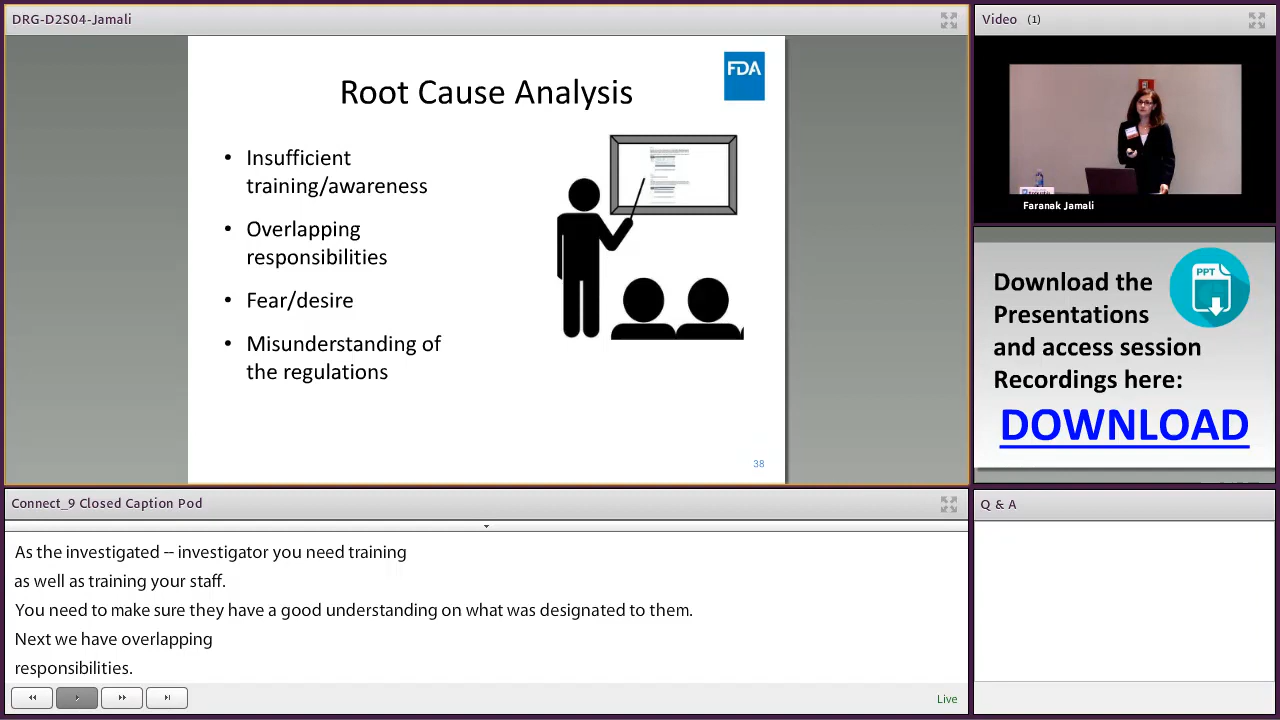 DRG-D2S04-Jamali
FDA
Root Cause Analysis
• Insufficient
training/awareness
• Overlapping
responsibilities
• Fear/desire
• Misunderstanding of
the regulations
38
Video (1)
Faranak Jamali
Download the
Presentations
and access session
Recordings here:
PPT
DOWNLOAD
Connect_9 Closed Caption Pod
As the investigated -- investigator you need training
as well as training your staff.
You need to make sure they have a good understanding on what was designated to them.
Next we have overlapping
responsibilities.
Live
Q & A